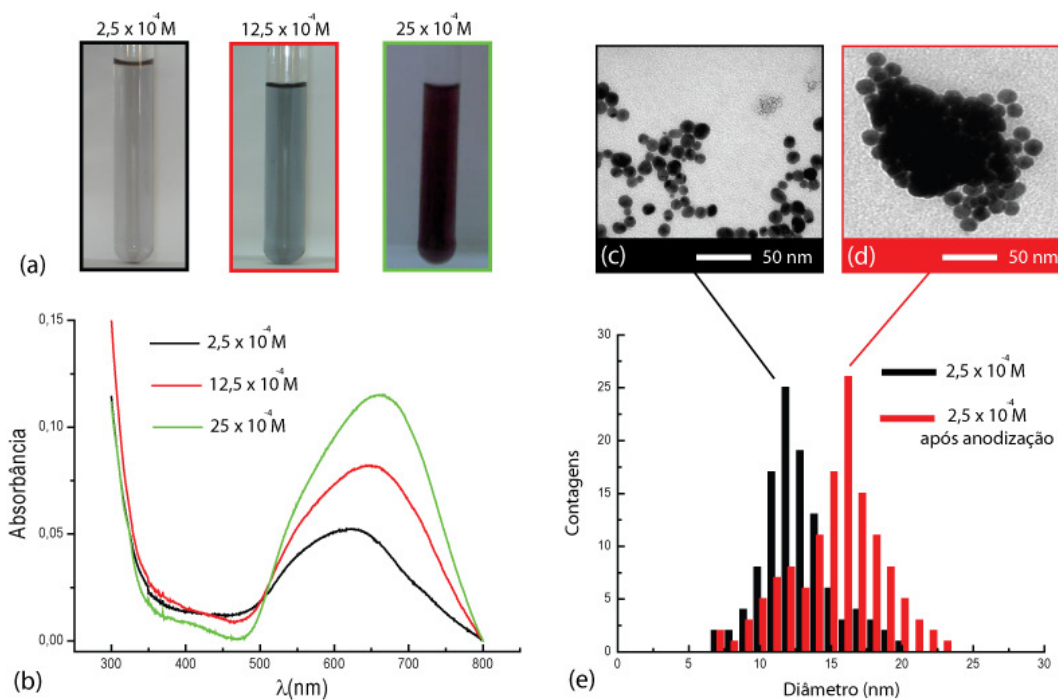 2,5 x 10⁻⁴ M
12,5 x 10⁻⁴ M
25 x 10⁻⁴ M
(a)
(c)
50 nm
(d)
50 nm
0,15
0,10
0,05
0,00
Absorbância
2,5 x 10⁻⁴ M
12,5 x 10⁻⁴ M
25 x 10⁻⁴ M
300 400 500 600 700 800
λ(nm)
(b)
30
25
20
15
10
5
0
Contagens
2,5 x 10⁻⁴ M
2,5 x 10⁻⁴ M
após anodização
0 5 10 15 20 25 30
Diâmetro (nm)
(e)